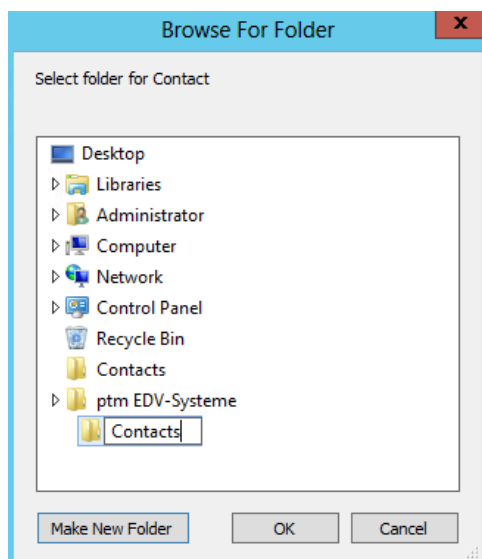 Browse For Folder
x
Select folder for Contact
Desktop
Libraries
Administrator
Computer
Network
Control Panel
Recycle Bin
Contacts
ptm EDV-Systeme
Contacts
Make New Folder OK Cancel